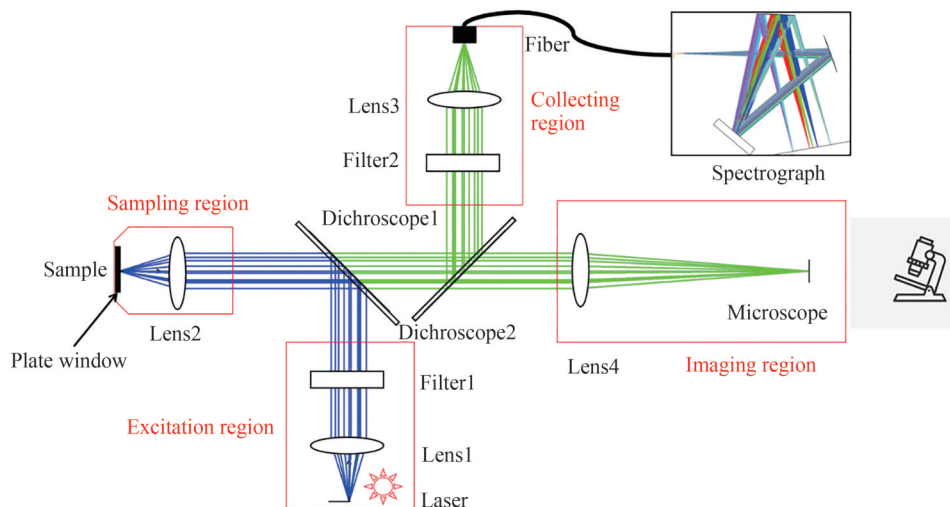 Fiber
Lens3
Collecting
region
Filter2
Spectrograph
Sampling region
Dichroscope1
Sample
Lens2
Dichroscope2
Microscope
Plate window
Lens4
Imaging region
Filter1
Excitation region
Lens1
Laser